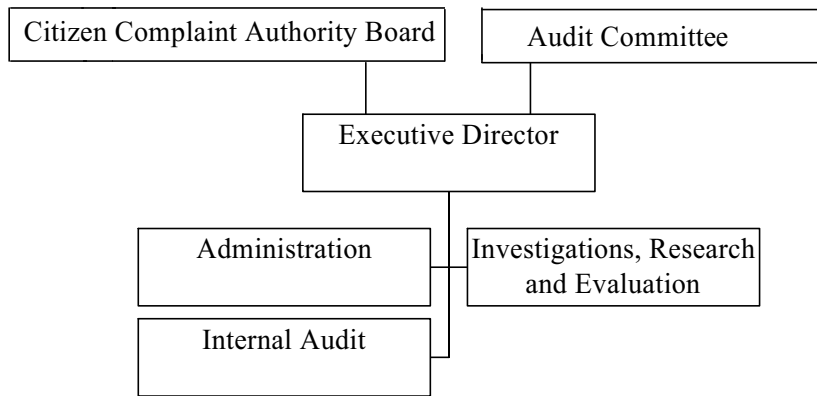 Citizen Complaint Authority Board
Audit Committee
Executive Director
Administration
Investigations, Research
and Evaluation
Internal Audit